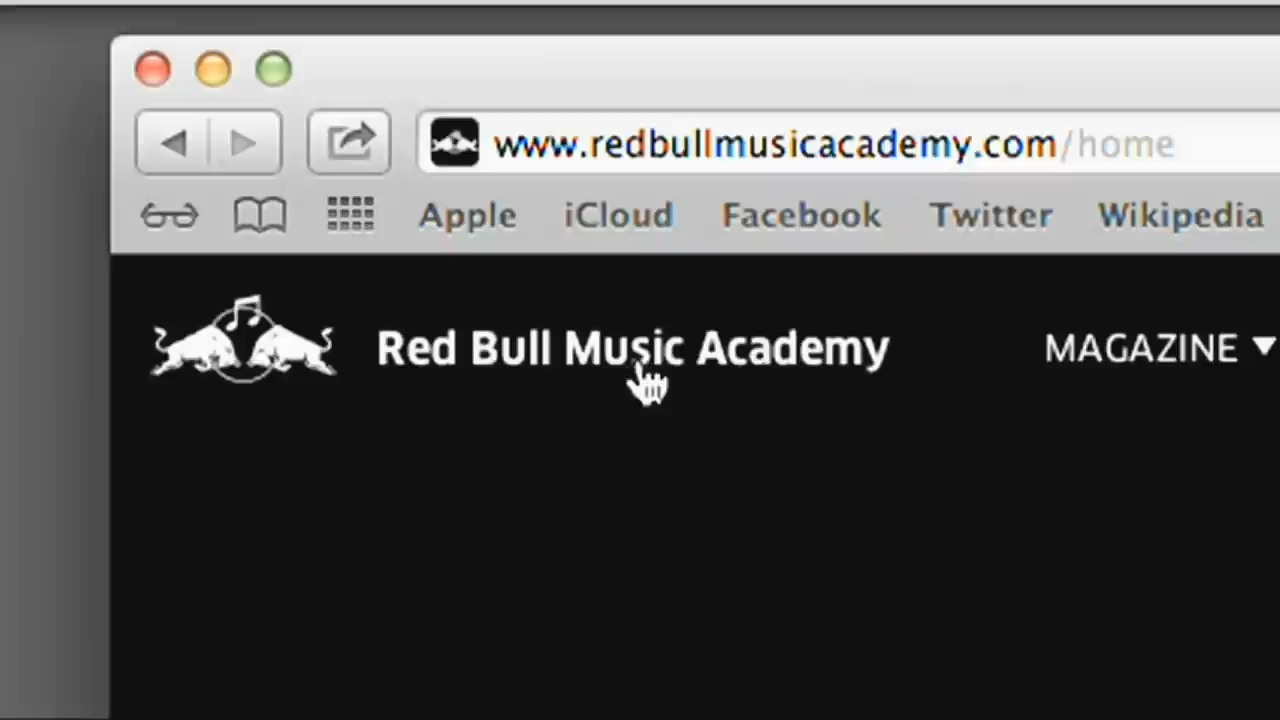 www.redbullmusicacademy.com/home
Apple iCloud Facebook Twitter Wikipedia
Red Bull Music Academy MAGAZINE ▼